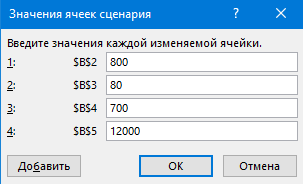 Значения ячеек сценария ? ×
Введите значения каждой изменяемой ячейки.
1: $B$2 800
2: $B$3 80
3: $B$4 700
4: $B$5 12000
Добавить ОК Отмена